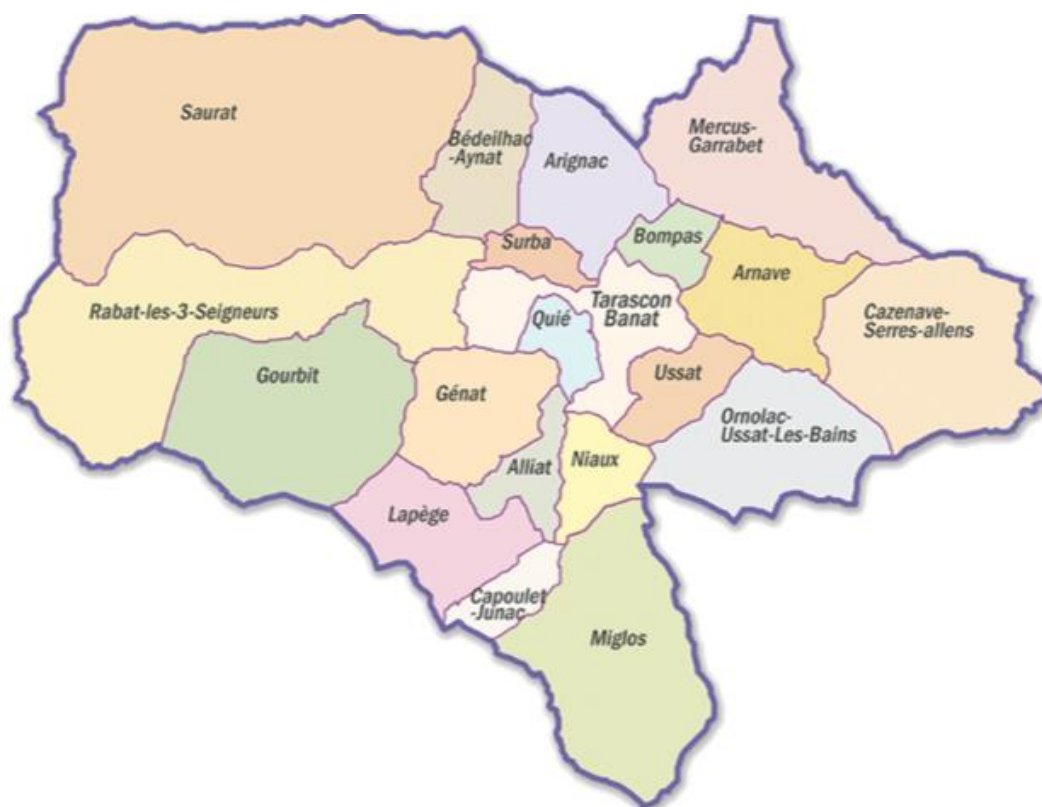 Saurat
Mercus-
Garrabet
Bédeilhac
-Aynat
Arignac
Surba
Bompas
Arnave
Rabat-les-3-Seigneurs
Tarascon
Banat
Cazenave-
Serres-allens
Quié
Gourbit
Génat
Ussat
Ornolac-
Ussat-Les-Bains
Alliat
Niaux
Lapège
Capoulet
-Junac
Miglos